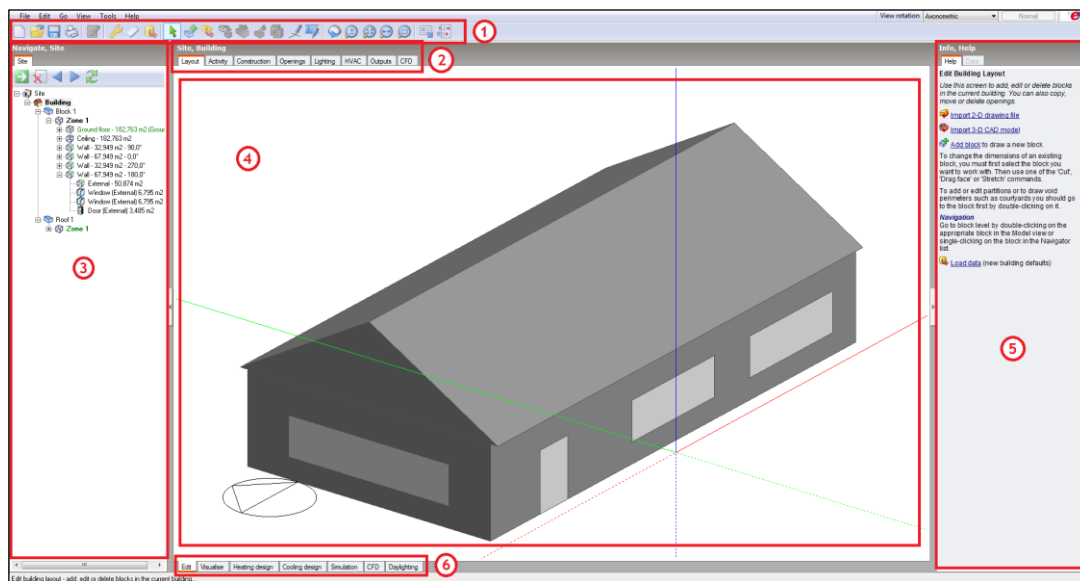 File Edit Go View Tools Help
View rotation Axonometric Normal
1
Navigate, Site
Site
Site
Building
Block 1
Zone 1
Ground floor - 182,763 m2 (Grour
Ceiling - 182,763 m2
Wall - 32,949 m2 - 90,0°
Wall - 67,949 m2 - 0,0°
Wall - 32,949 m2 - 270,0°
Wall - 67,949 m2 - 180,0°
External - 50,874 m2
Window (External) 6,795 m2
Window (External) 6,795 m2
Door (External) 3,485 m2
Roof 1
Zone 1
3
Site, Building
Layout Activity Construction Openings Lighting HVAC Outputs CFD
2
4
Info, Help
Help Data
Edit Building Layout
Use this screen to add, edit or delete blocks
in the current building. You can also copy,
move or delete openings.
Import 2-D drawing file
Import 3-D CAD model
Add block to draw a new block
To change the dimensions of an existing
block, you must first select the block you
want to work with. Then use one of the 'Cut',
'Drag face' or 'Stretch' commands.
To add or edit partitions or to draw void
perimeters such as courtyards you should go
to the block first by double-clicking on it.
Navigation
Go to block level by double-clicking on the
appropriate block in the Model view or
single-clicking on the block in the Navigator
list.
Load data (new building defaults)
5
Edit Visualise Heating design Cooling design Simulation CFD Daylighting
6
Edit building layout - add, edit or delete blocks in the current building...